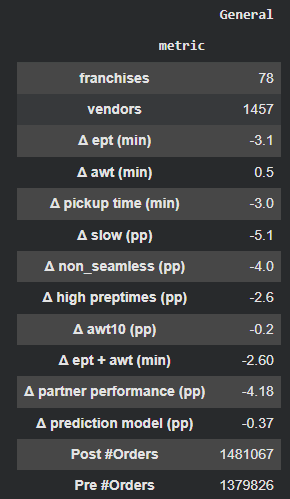 General
metric
franchises 78
vendors 1457
Δ ept (min) -3.1
Δ awt (min) 0.5
Δ pickup time (min) -3.0
Δ slow (pp) -5.1
Δ non_seamless (pp) -4.0
Δ high preptimes (pp) -2.6
Δ awt10 (pp) -0.2
Δ ept + awt (min) -2.60
Δ partner performance (pp) -4.18
Δ prediction model (pp) -0.37
Post #Orders 1481067
Pre #Orders 1379826